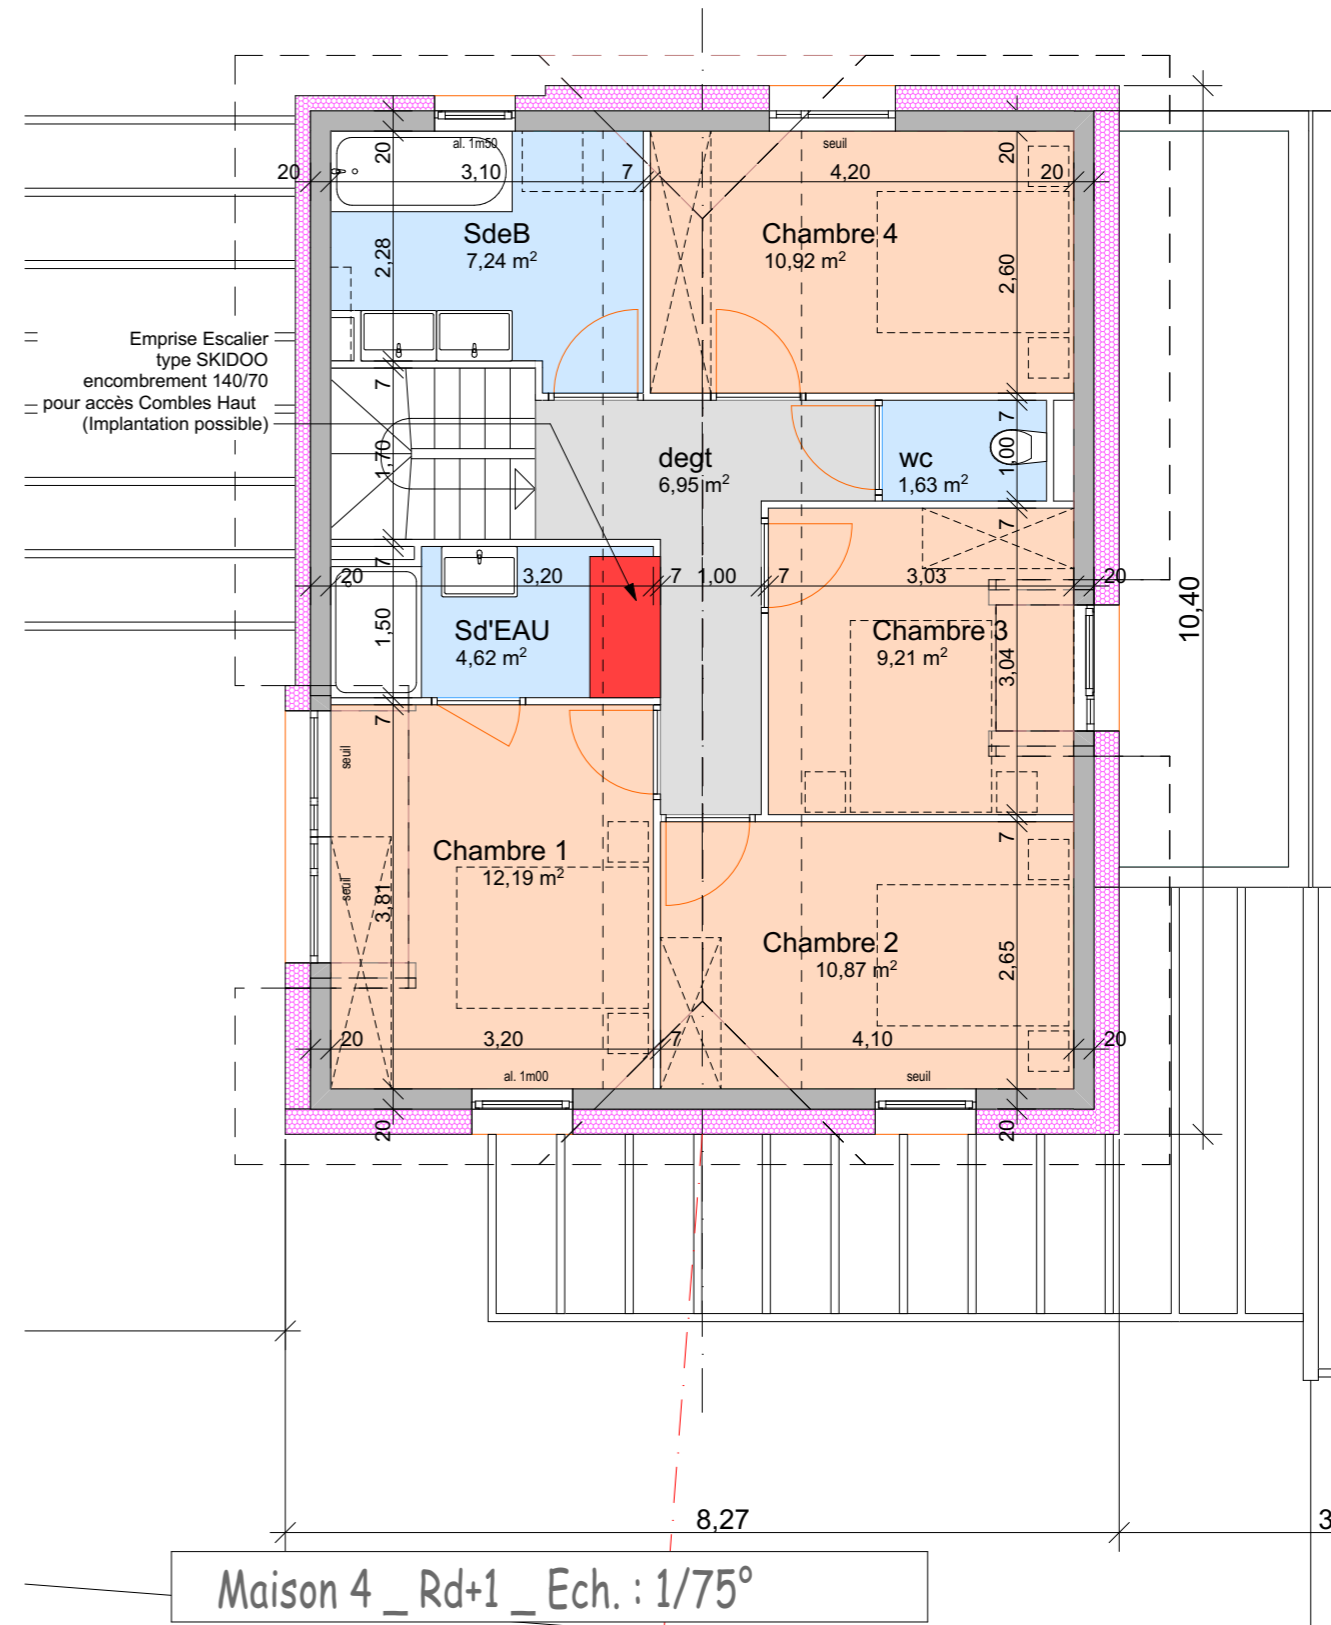 al. 1m50
seuil
20
20
3,10
7
4,20
20
20
SdeB
7,24 m²
Chambre 4
10,92 m²
2,28
2,60
Emprise Escalier
type SKIDOO
encombrement 140/70
pour accès Combles Haut
(Implantation possible)
7
7
1,70
degt
6,95 m²
wc
1,63 m²
1,00
7
7
20
3,20
7
1,00
7
3,03
20
10,40
1,50
Sd'EAU
4,62 m²
Chambre 3
9,21 m²
3,04
7
seuil
Chambre 1
12,19 m²
7
seuil
3,81
Chambre 2
10,87 m²
2,65
20
3,20
7
4,10
20
al. 1m00
seuil
20
20
8,27
3
Maison 4 _ Rd+1 _ Ech. : 1/75°